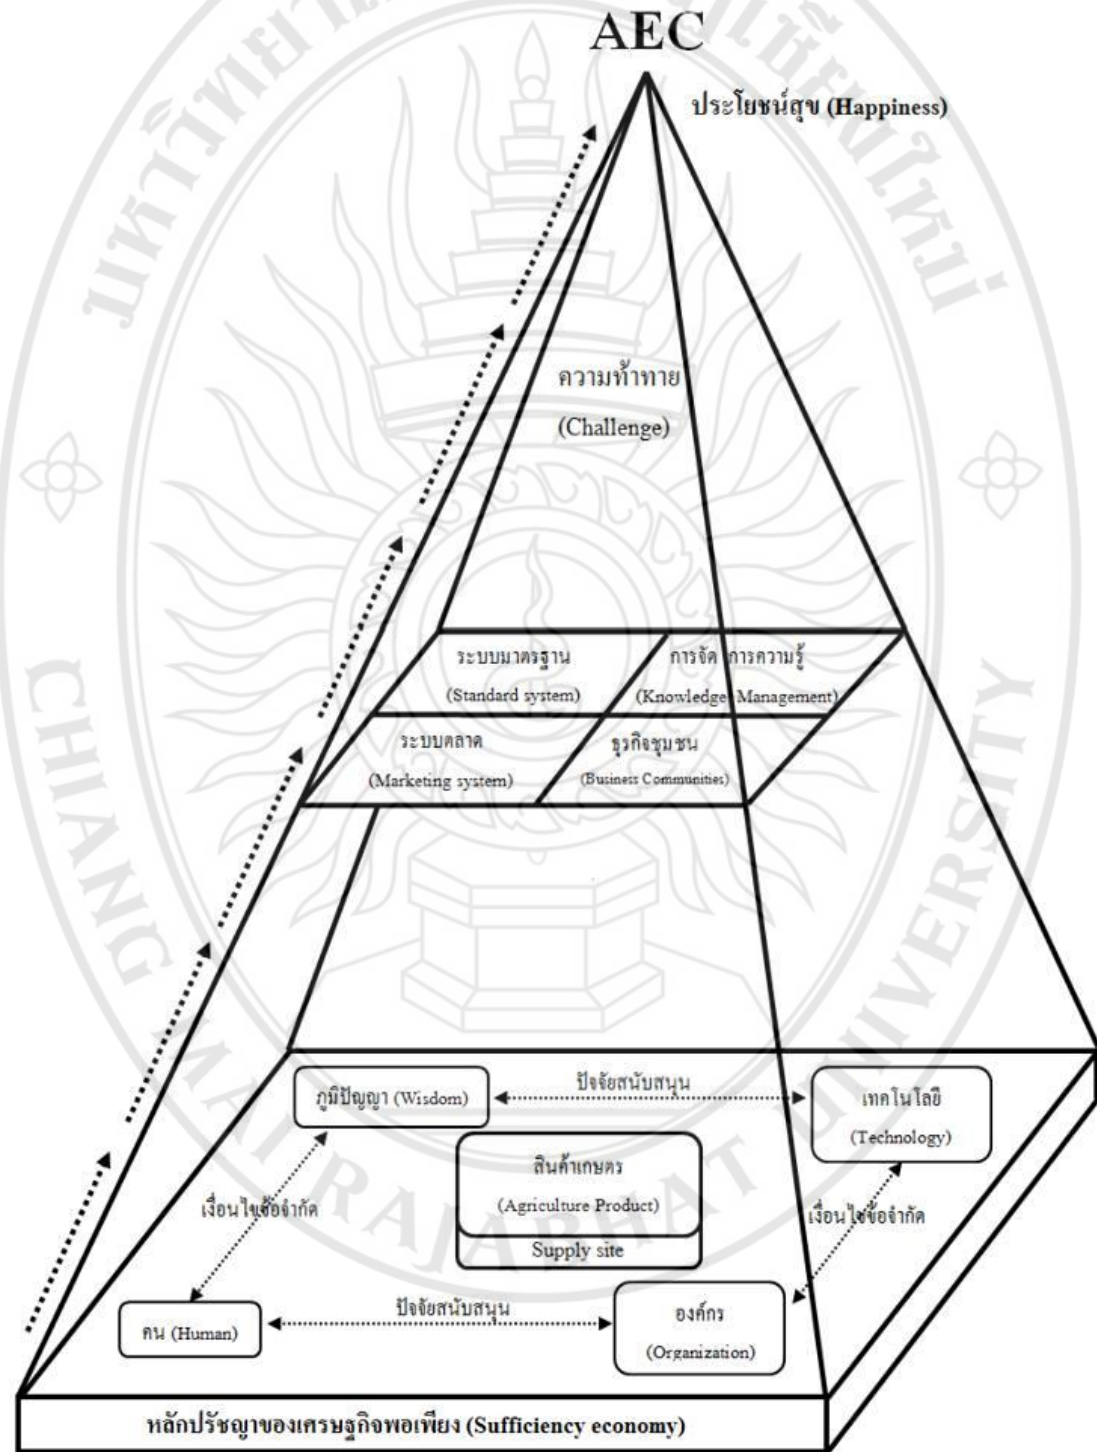 AEC
ประโยชน์สุข (Happiness)
ความท้าทาย
(Challenge)
ระบบมาตรฐาน
(Standard system)
การจัด การความรู้
(Knowledge Management)
ระบบตลาด
(Marketing system)
ธุรกิจชุมชน
(Business Communities)
ภูมิปัญญา (Wisdom)
ปัจจัยสนับสนุน
เทคโนโลยี
(Technology)
สินค้าเกษตร
(Agriculture Product)
Supply site
เงื่อนไขข้อจำกัด
เงื่อนไขข้อจำกัด
คน (Human)
ปัจจัยสนับสนุน
องค์กร
(Organization)
หลักปรัชญาของเศรษฐกิจพอเพียง (Sufficiency economy)
CHIANG MAI RAJABHAT UNIVERSITY